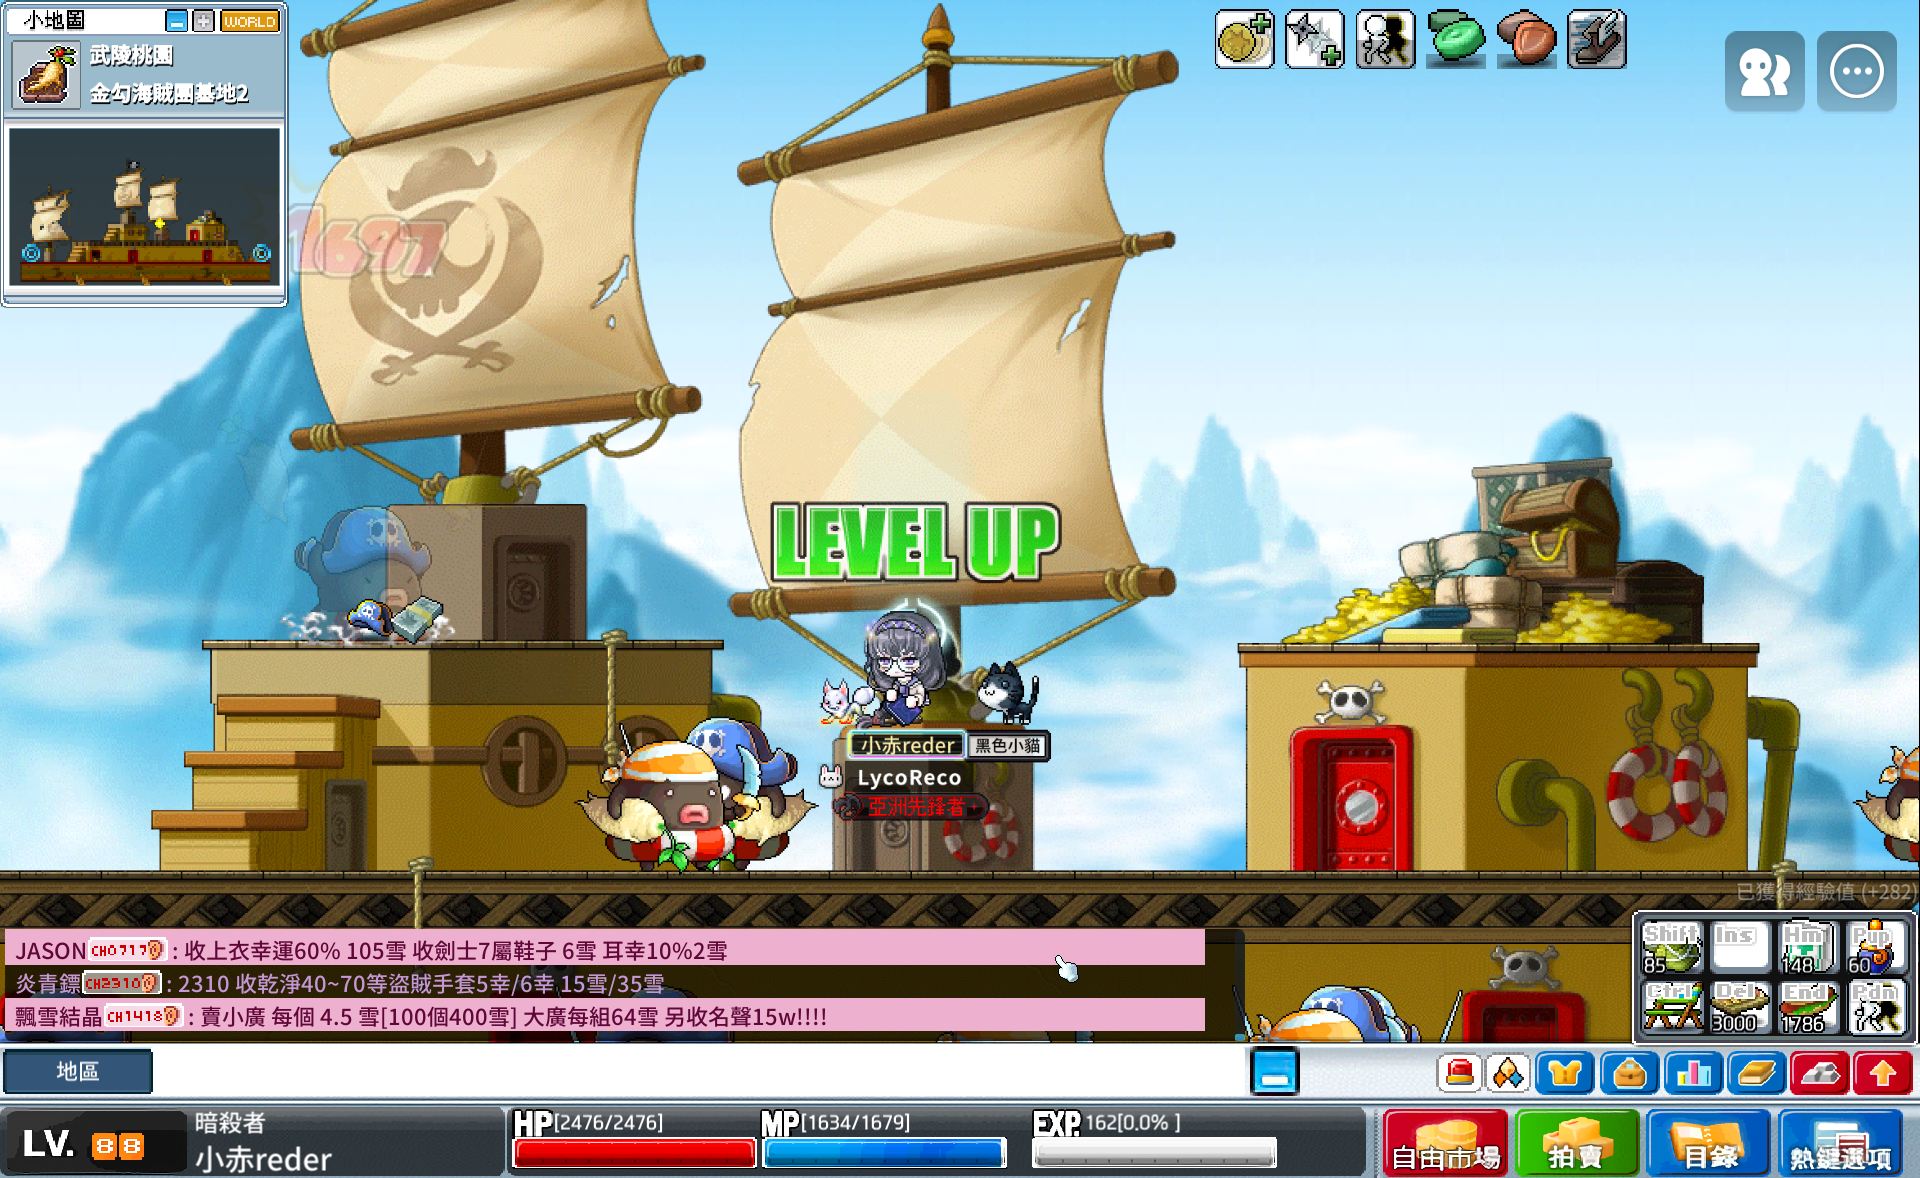 小地圖
WORLD
武陵桃園
金勾海賊團基地2
1697
LEVEL UP
小赤reder
黑色小貓
LycoReco
亞洲先鋒者
已獲得經驗值 (+282)
JASON CH0717 : 收上衣幸運60% 105雪 收劍士7屬鞋子 6雪 耳幸10%2雪
炎青鏢 CH2310 : 2310 收乾淨40~70等盜賊手套5幸/6幸 15雪/35雪
飄雪結晶 CH1418 : 賣小廣 每個 4.5 雪[100個400雪] 大廣每組64雪 另收名聲15w!!!!
Shift 85
Ins
Hm 148
Pup 60
Ctrl
Del 3000
End 1786
Pdn
地區
LV. 88
暗殺者
小赤reder
HP[2476/2476]
MP[1634/1679]
EXP. 162[0.0% ]
自由市場
拍賣
目錄
熱鍵選項